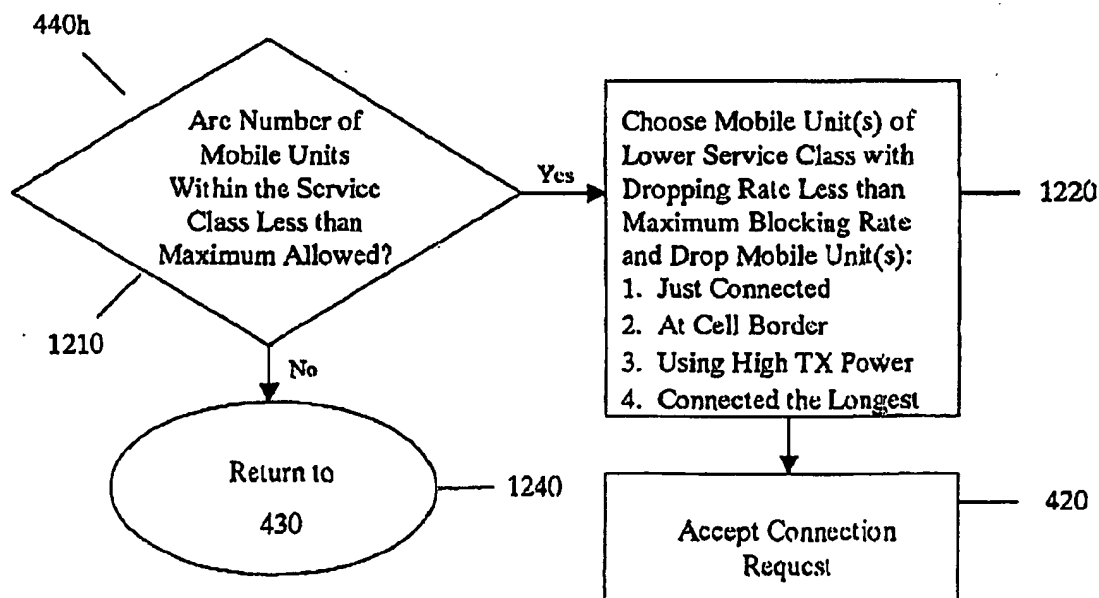 440h
Are Number of
Mobile Units
Within the Service
Class Less than
Maximum Allowed?
1210
Yes
No
Choose Mobile Unit(s) of
Lower Service Class with
Dropping Rate Less than
Maximum Blocking Rate
and Drop Mobile Unit(s):
1. Just Connected
2. At Cell Border
3. Using High TX Power
4. Connected the Longest
1220
Return to
430
1240
Accept Connection
Request
420